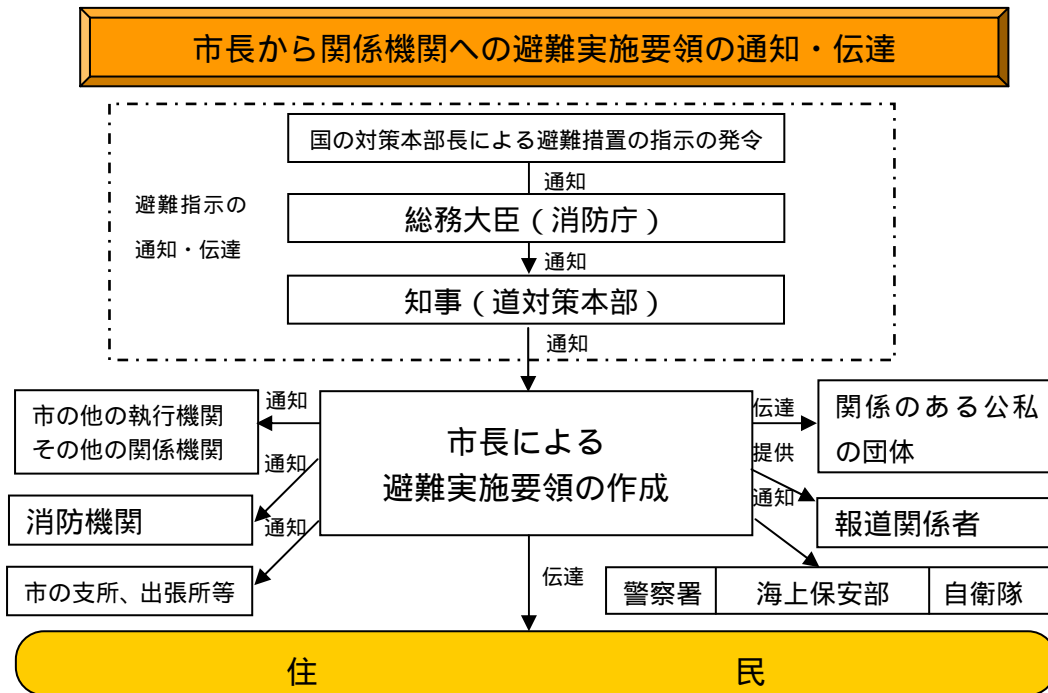 市長から関係機関への避難実施要領の通知・伝達
国の対策本部長による避難措置の指示の発令
通知
避難指示の
通知・伝達
総務大臣（消防庁）
通知
知事（道対策本部）
通知
市の他の執行機関
その他の関係機関
通知
市長による
避難実施要領の作成
伝達
関係のある公私
の団体
通知
提供
消防機関
通知
通知
報道関係者
市の支所、出張所等
伝達
警察署
海上保安部
自衛隊
住民